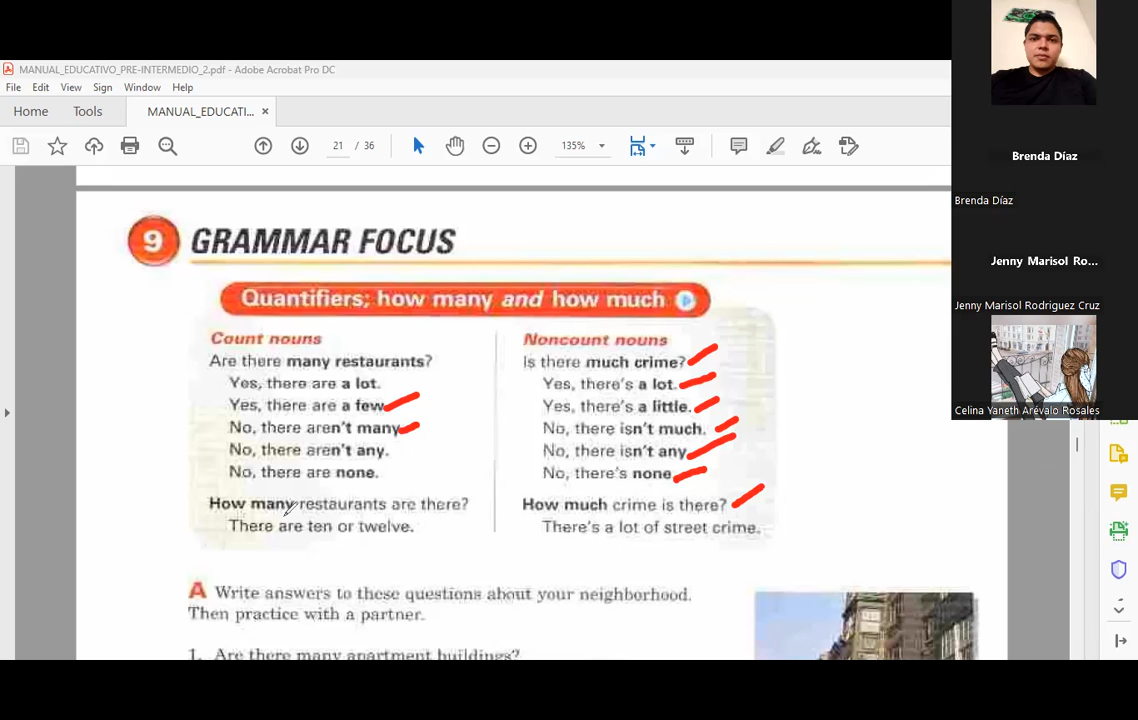 MANUAL_EDUCATIVO_PRE-INTERMEDIO_2.pdf - Adobe Acrobat Pro DC
File Edit View Sign Window Help
Home Tools MANUAL_EDUCATI... ×
21 / 36 135%
9 GRAMMAR FOCUS
Quantifiers; how many and how much
Count nouns
Are there many restaurants?
Yes, there are a lot.
Yes, there are a few.
No, there aren't many.
No, there aren't any.
No, there are none.
How many restaurants are there?
There are ten or twelve.
Noncount nouns
Is there much crime?
Yes, there's a lot.
Yes, there's a little.
No, there isn't much.
No, there isn't any.
No, there's none.
How much crime is there?
There's a lot of street crime.
A Write answers to these questions about your neighborhood.
Then practice with a partner.
1. Are there many apartment buildings?
Brenda Díaz
Brenda Díaz
Jenny Marisol Ro...
Jenny Marisol Rodriguez Cruz
Celina Yaneth Arévalo Rosales